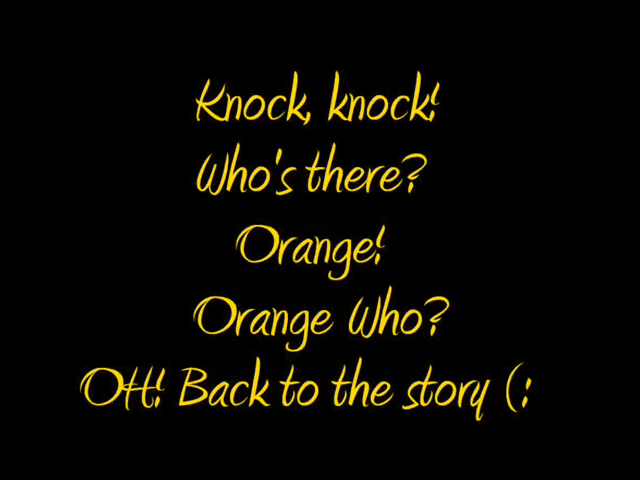 Knock, knock!
Who's there?
Orange!
Orange Who?
OH! Back to the story (: